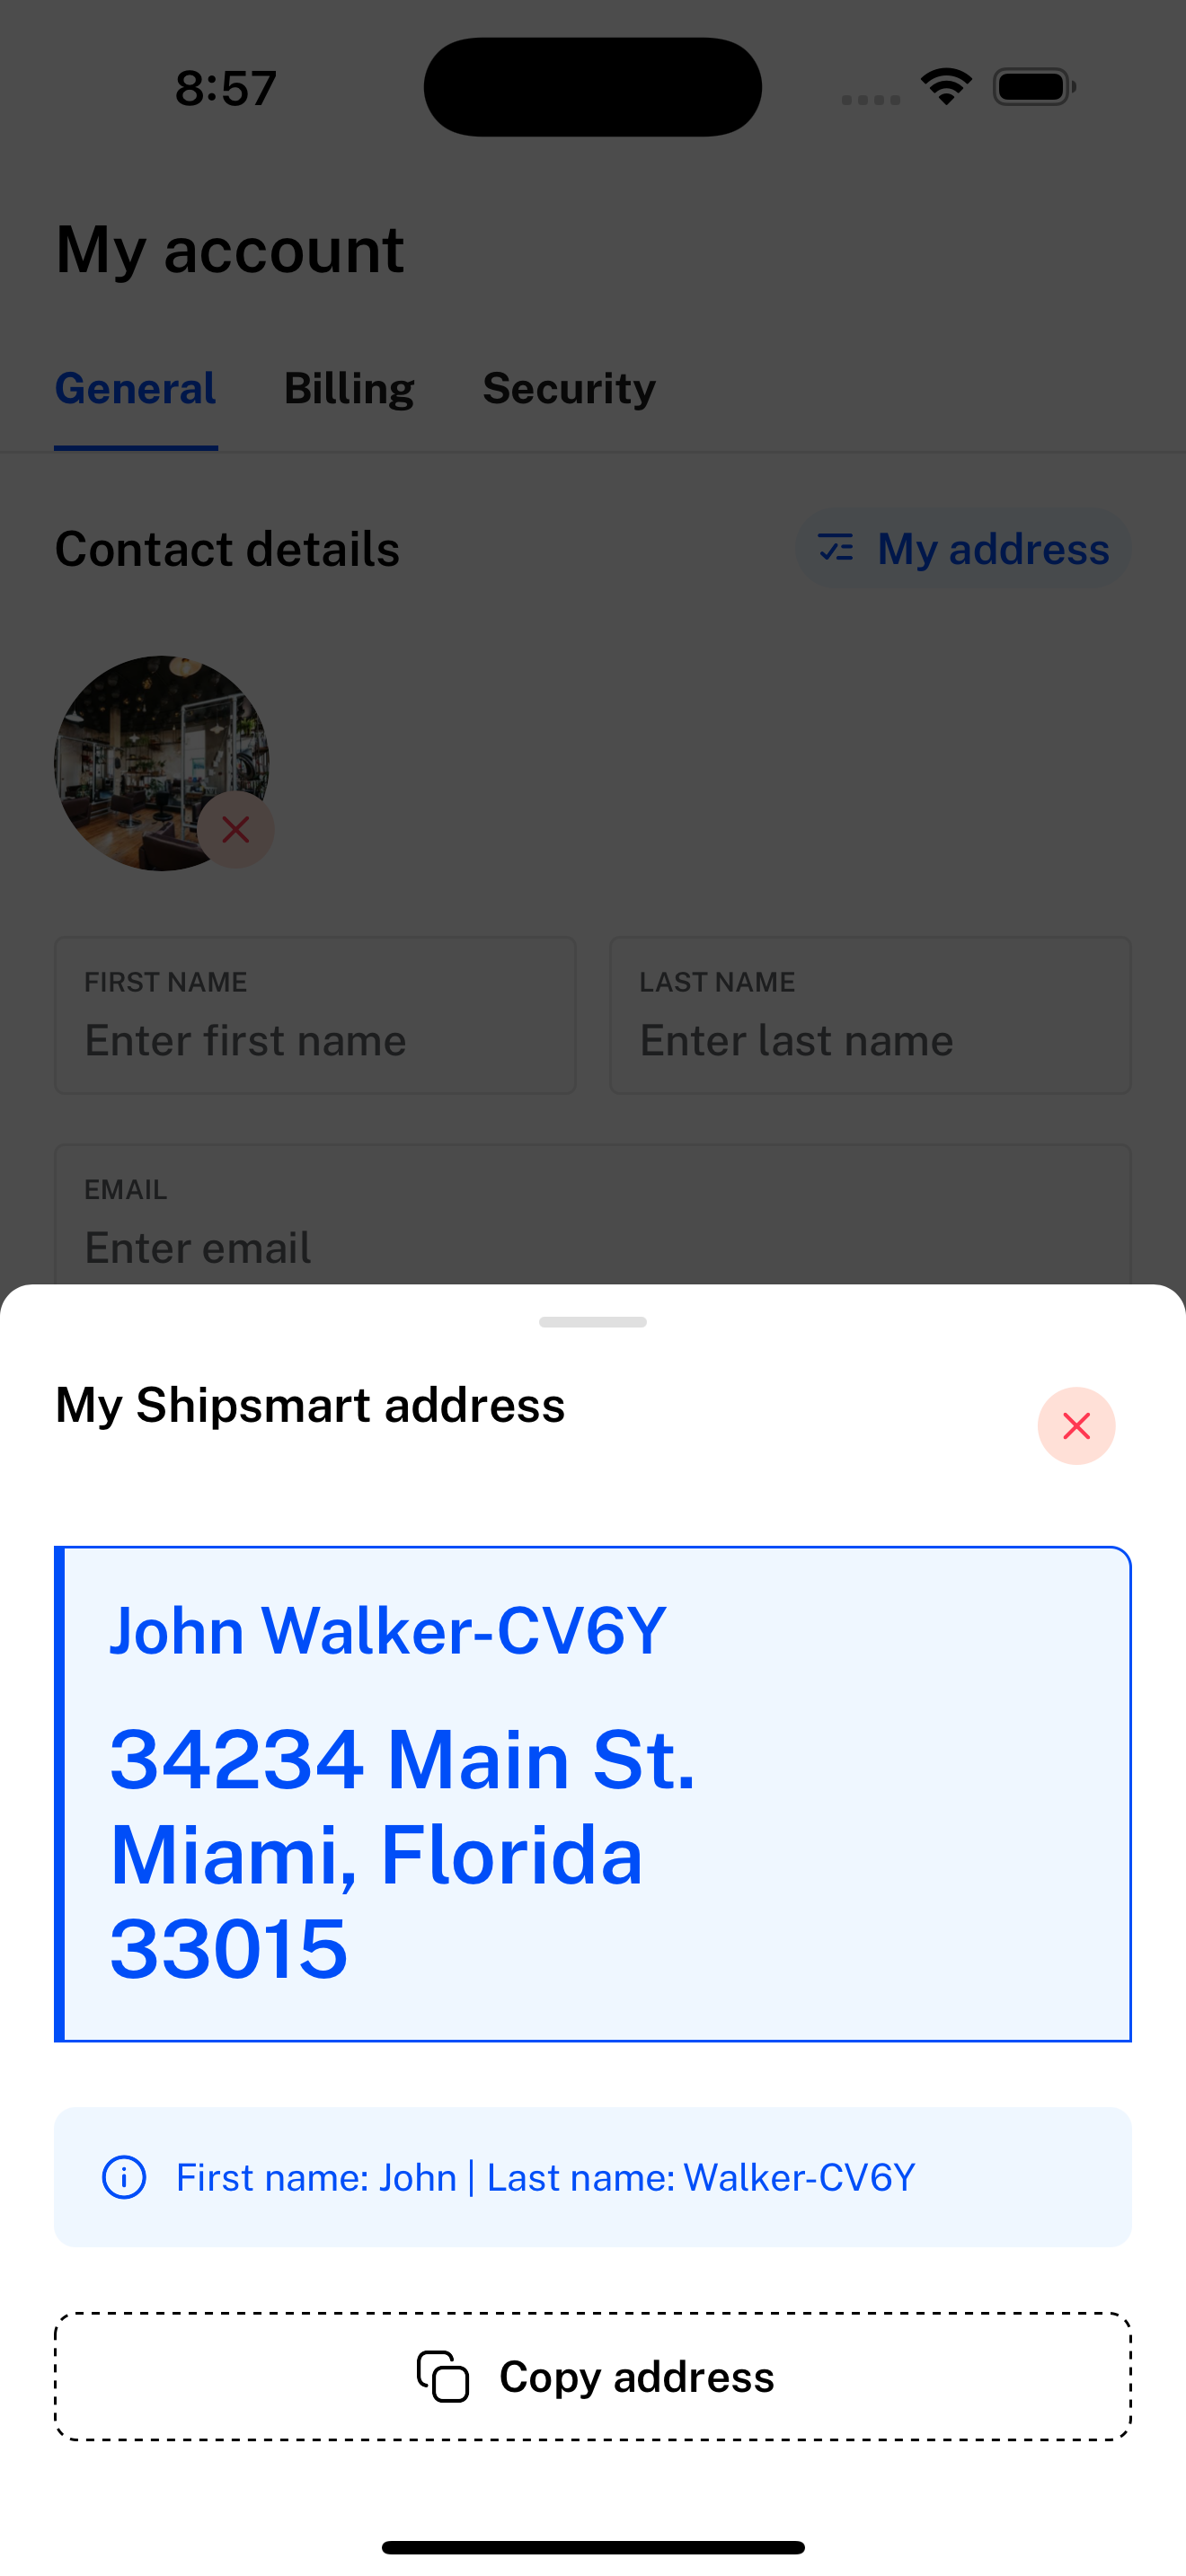 8:57
My account
General Billing Security
Contact details
My address
FIRST NAME
Enter first name
LAST NAME
Enter last name
EMAIL
Enter email
My Shipsmart address
John Walker-CV6Y
34234 Main St.
Miami, Florida
33015
First name: John | Last name: Walker-CV6Y
Copy address